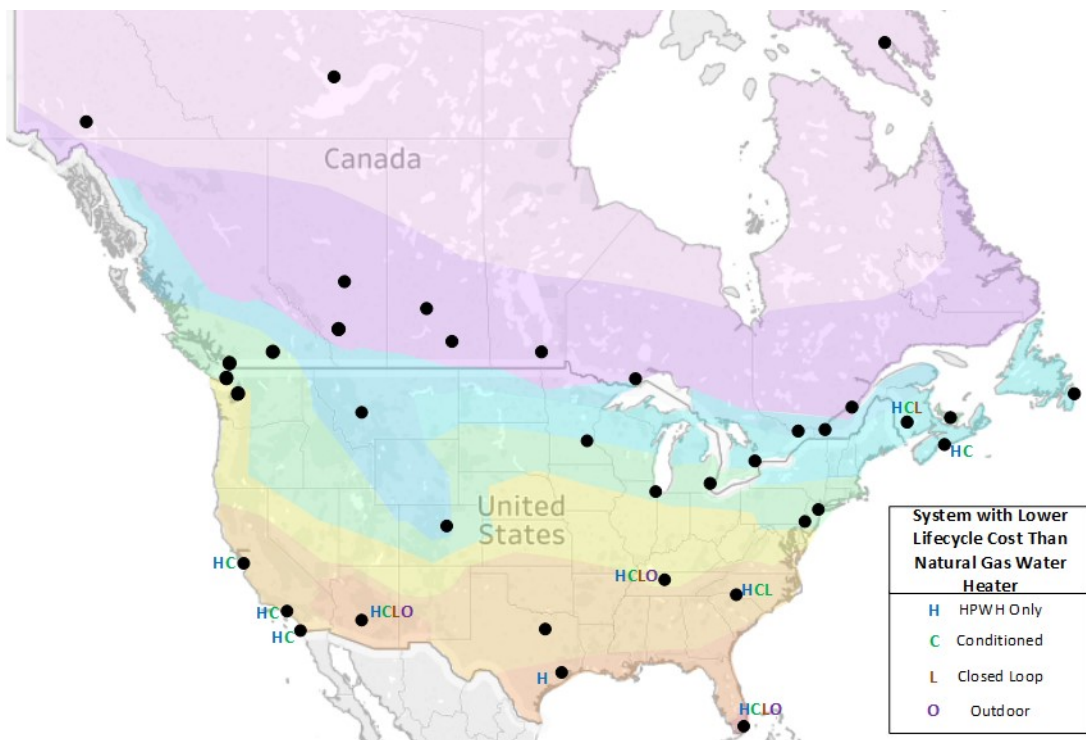 Canada
HCL
HC
United
States
HC
HCLO
HCL
HC
HCLO
HC
H
HCLO
System with Lower
Lifecycle Cost Than
Natural Gas Water
Heater
H HPWH Only
C Conditioned
L Closed Loop
O Outdoor